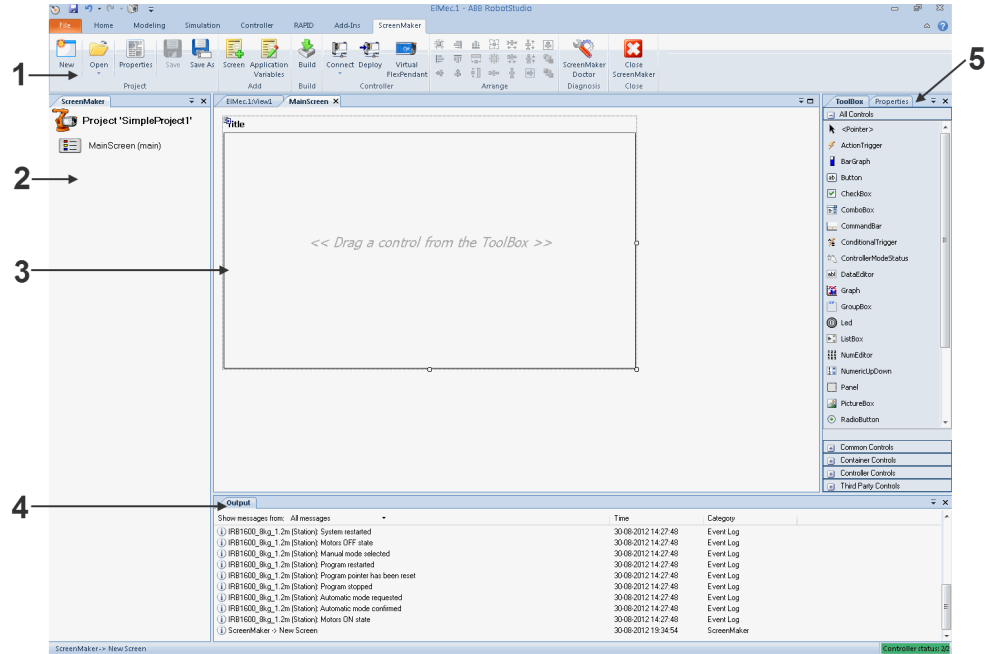 ElMec.1 - ABB RobotStudio
File Home Modeling Simulation Controller RAPID Add-Ins ScreenMaker
New Open Properties Save Save As Screen Application Variables Build Connect Deploy Virtual FlexPendant ScreenMaker Doctor Close ScreenMaker
Project Add Build Controller Arrange Diagnosis Close
1
5
ScreenMaker
Project 'SimpleProject1'
MainScreen (main)
2
ElMec.1:View1 MainScreen
Title
<< Drag a control from the ToolBox >>
3
ToolBox Properties
All Controls
<Pointer>
ActionTrigger
BarGraph
Button
CheckBox
ComboBox
CommandBar
ConditionalTrigger
ControllerModeStatus
DataEditor
Graph
GroupBox
Led
ListBox
NumEditor
NumericUpDown
Panel
PictureBox
RadioButton
Common Controls
Container Controls
Controller Controls
Third Party Controls
4
Output
Show messages from: All messages Time Category
IRB1600_8kg_1.2m (Station): System restarted 30-08-2012 14:27:48 Event Log
IRB1600_8kg_1.2m (Station): Motors OFF state 30-08-2012 14:27:48 Event Log
IRB1600_8kg_1.2m (Station): Manual mode selected 30-08-2012 14:27:48 Event Log
IRB1600_8kg_1.2m (Station): Program restarted 30-08-2012 14:27:48 Event Log
IRB1600_8kg_1.2m (Station): Program pointer has been reset 30-08-2012 14:27:48 Event Log
IRB1600_8kg_1.2m (Station): Program stopped 30-08-2012 14:27:48 Event Log
IRB1600_8kg_1.2m (Station): Automatic mode requested 30-08-2012 14:27:48 Event Log
IRB1600_8kg_1.2m (Station): Automatic mode confirmed 30-08-2012 14:27:48 Event Log
IRB1600_8kg_1.2m (Station): Motors ON state 30-08-2012 14:27:48 Event Log
ScreenMaker -> New Screen 30-08-2012 19:34:54 ScreenMaker
ScreenMaker-> New Screen Controller status: 2/2